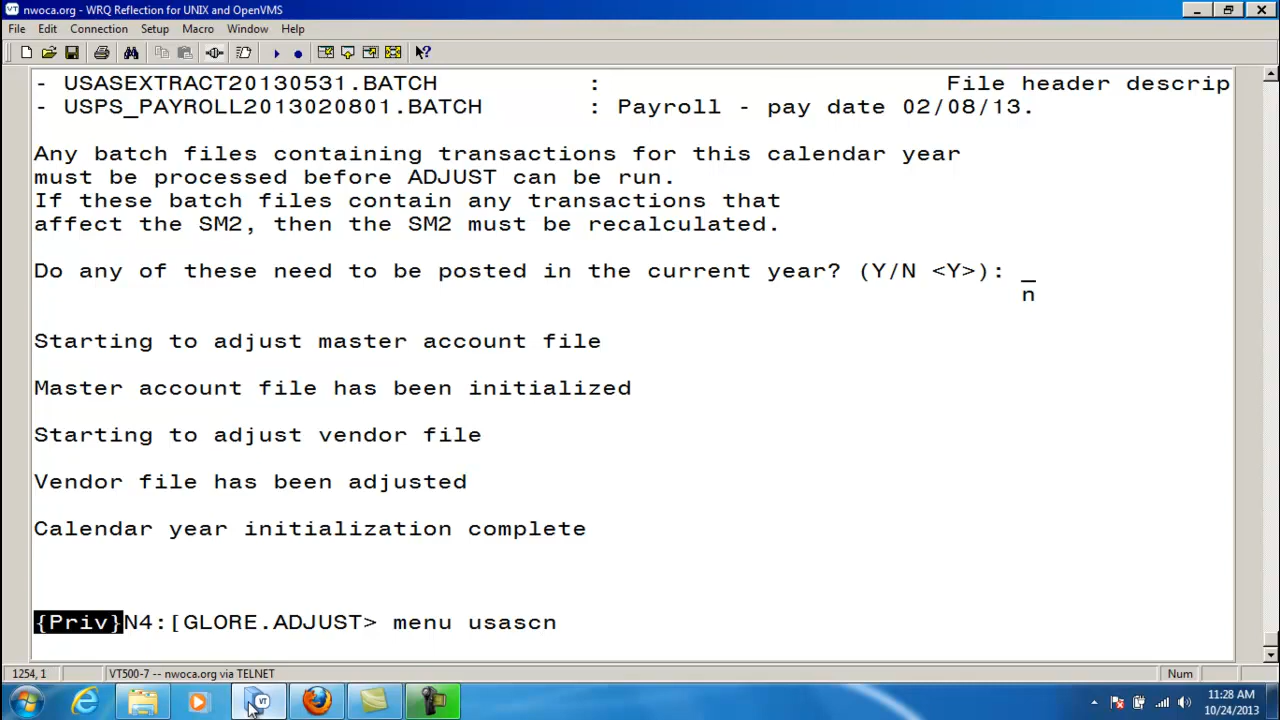 nwoca.org - WRQ Reflection for UNIX and OpenVMS
File Edit Connection Setup Macro Window Help
- USASEXTRACT20130531.BATCH : File header descrip
- USPS_PAYROLL2013020801.BATCH : Payroll - pay date 02/08/13.
Any batch files containing transactions for this calendar year
must be processed before ADJUST can be run.
If these batch files contain any transactions that
affect the SM2, then the SM2 must be recalculated.
Do any of these need to be posted in the current year? (Y/N <Y>): _
n
Starting to adjust master account file
Master account file has been initialized
Starting to adjust vendor file
Vendor file has been adjusted
Calendar year initialization complete
{Priv}N4:[GLORE.ADJUST> menu usascn
1254, 1 VT500-7 -- nwoca.org via TELNET Num
11:28 AM
10/24/2013